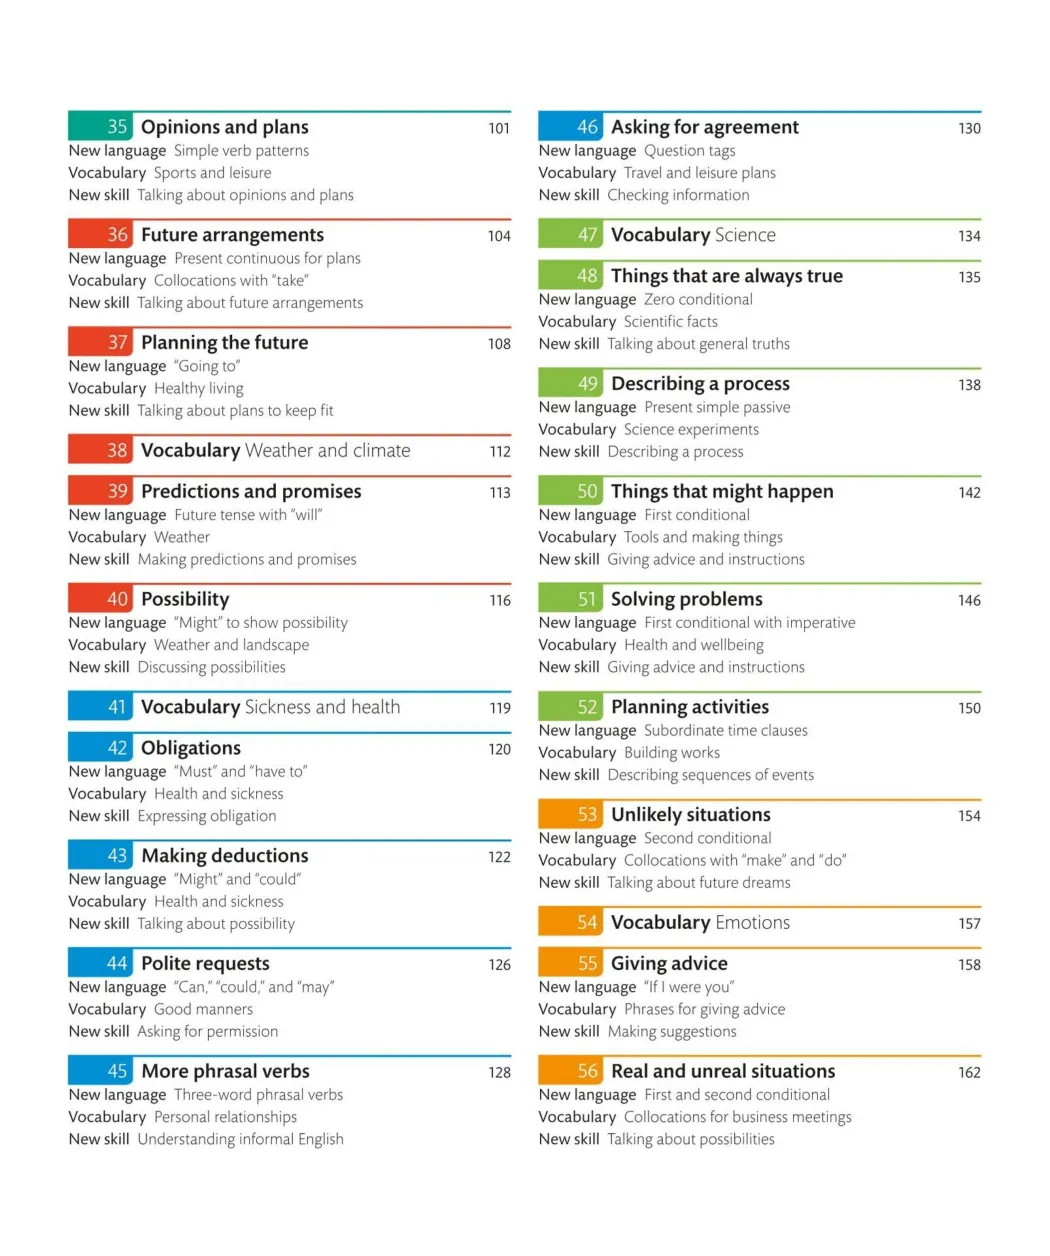 35 Opinions and plans 101
New language Simple verb patterns
Vocabulary Sports and leisure
New skill Talking about opinions and plans
36 Future arrangements 104
New language Present continuous for plans
Vocabulary Collocations with “take”
New skill Talking about future arrangements
37 Planning the future 108
New language “Going to”
Vocabulary Healthy living
New skill Talking about plans to keep fit
38 Vocabulary Weather and climate 112
39 Predictions and promises 113
New language Future tense with “will”
Vocabulary Weather
New skill Making predictions and promises
40 Possibility 116
New language “Might” to show possibility
Vocabulary Weather and landscape
New skill Discussing possibilities
41 Vocabulary Sickness and health 119
42 Obligations 120
New language “Must” and “have to”
Vocabulary Health and sickness
New skill Expressing obligation
43 Making deductions 122
New language “Might” and “could”
Vocabulary Health and sickness
New skill Talking about possibility
44 Polite requests 126
New language “Can,” “could,” and “may”
Vocabulary Good manners
New skill Asking for permission
45 More phrasal verbs 128
New language Three-word phrasal verbs
Vocabulary Personal relationships
New skill Understanding informal English
46 Asking for agreement 130
New language Question tags
Vocabulary Travel and leisure plans
New skill Checking information
47 Vocabulary Science 134
48 Things that are always true 135
New language Zero conditional
Vocabulary Scientific facts
New skill Talking about general truths
49 Describing a process 138
New language Present simple passive
Vocabulary Science experiments
New skill Describing a process
50 Things that might happen 142
New language First conditional
Vocabulary Tools and making things
New skill Giving advice and instructions
51 Solving problems 146
New language First conditional with imperative
Vocabulary Health and wellbeing
New skill Giving advice and instructions
52 Planning activities 150
New language Subordinate time clauses
Vocabulary Building works
New skill Describing sequences of events
53 Unlikely situations 154
New language Second conditional
Vocabulary Collocations with “make” and “do”
New skill Talking about future dreams
54 Vocabulary Emotions 157
55 Giving advice 158
New language “If I were you”
Vocabulary Phrases for giving advice
New skill Making suggestions
56 Real and unreal situations 162
New language First and second conditional
Vocabulary Collocations for business meetings
New skill Talking about possibilities